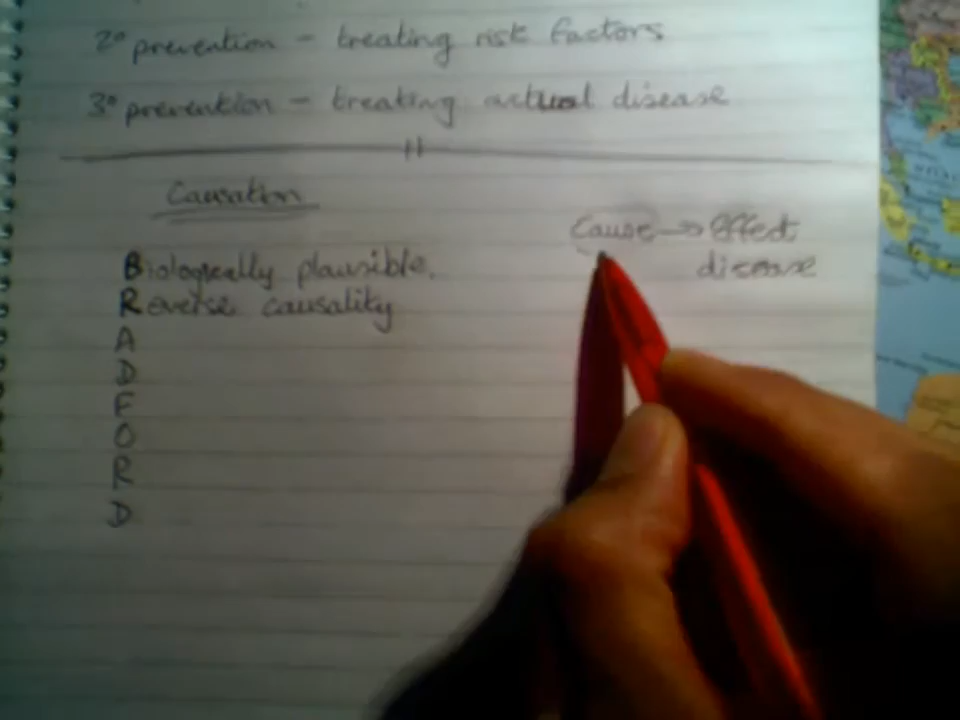 2° prevention - treating risk factors
3° prevention - treating actual disease
Causation
Cause → Effect
disease
Biologically plausible.
Reverse causality
A
D
F
O
R
D